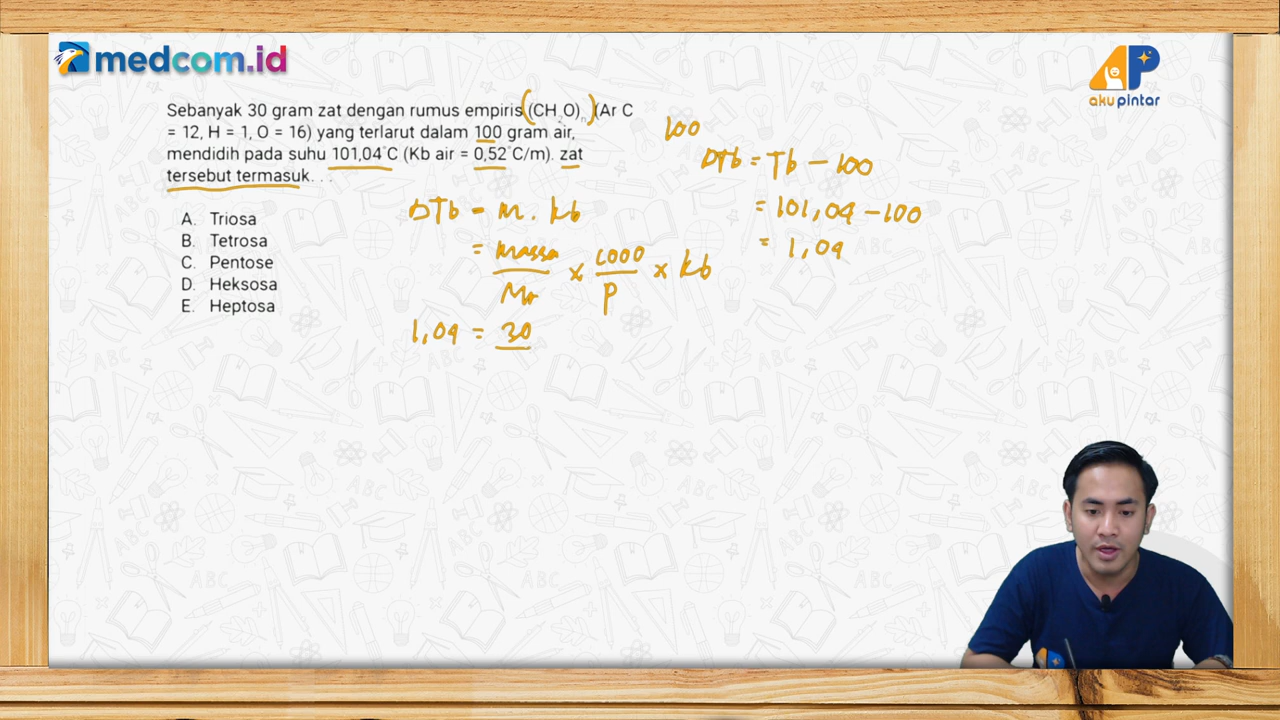 medcom.id
AP
aku pintar
Sebanyak 30 gram zat dengan rumus empiris ((CH₂O)ₙ) (Ar C
= 12, H = 1, O = 16) yang terlarut dalam 100 gram air,
mendidih pada suhu 101,04°C (Kb air = 0,52°C/m). zat
tersebut termasuk. . .
A. Triosa
B. Tetrosa
C. Pentose
D. Heksosa
E. Heptosa
100
ΔTb = Tb - 100
= 101,04 - 100
= 1,04
ΔTb = m . kb
= massa/Mr × 1000/P × kb
1,04 = 30